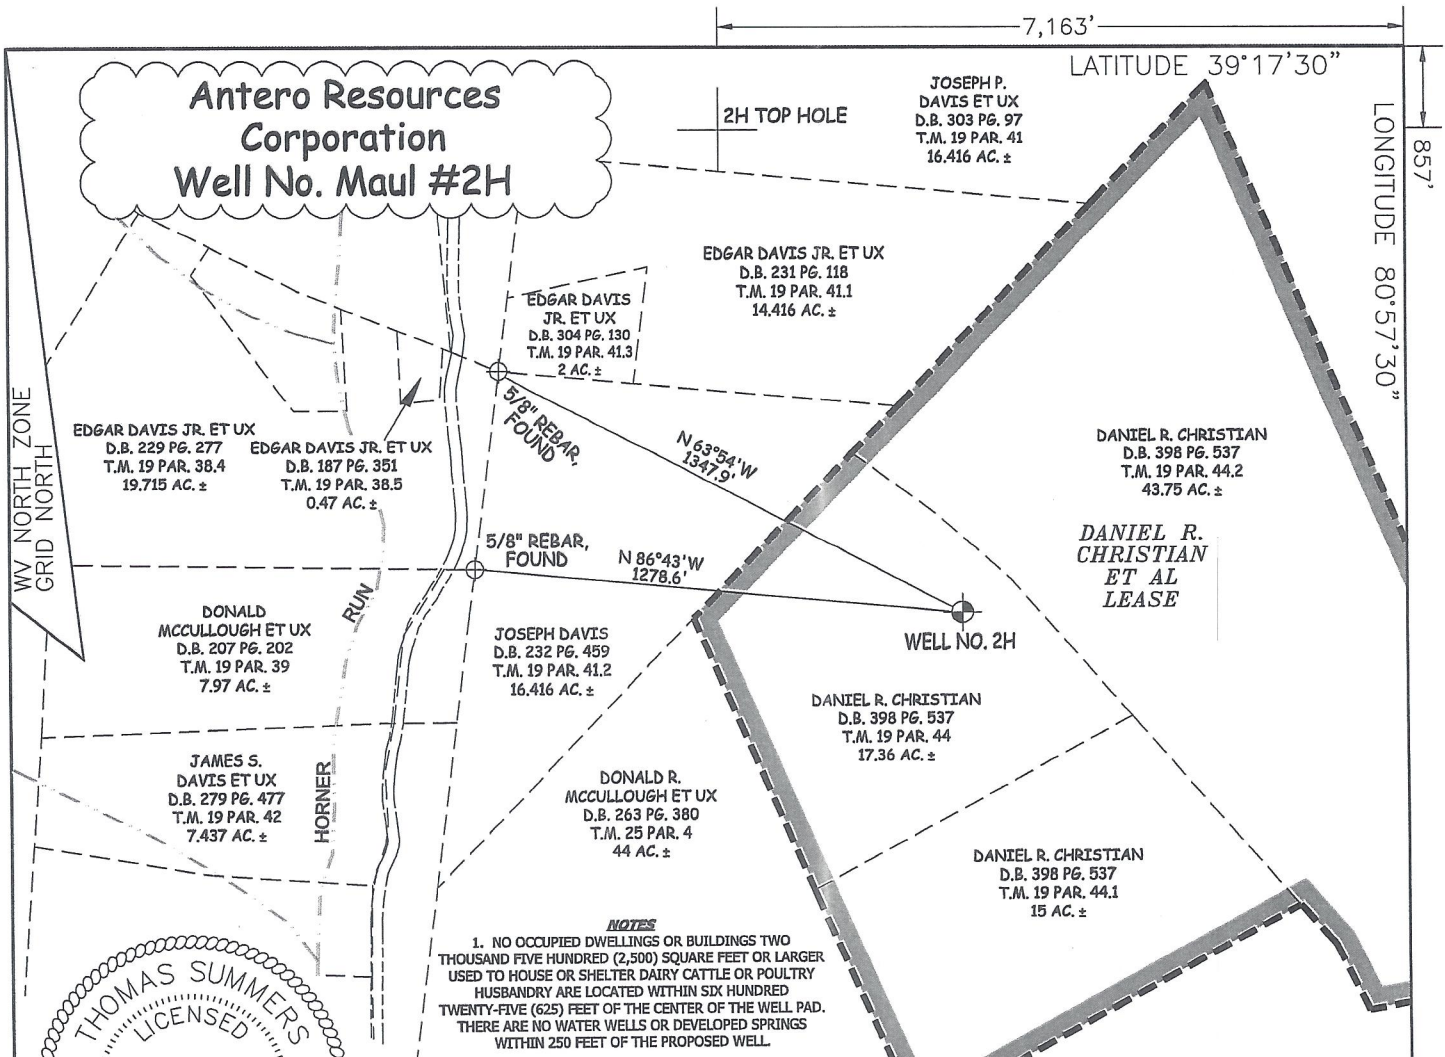 7,163'
LATITUDE 39°17'30"
857'
LONGITUDE 80°57'30"
Antero Resources
Corporation
Well No. Maul #2H
2H TOP HOLE
JOSEPH P.
DAVIS ET UX
D.B. 303 PG. 97
T.M. 19 PAR. 41
16.416 AC. ±
EDGAR DAVIS JR. ET UX
D.B. 231 PG. 118
T.M. 19 PAR. 41.1
14.416 AC. ±
EDGAR DAVIS
JR. ET UX
D.B. 304 PG. 130
T.M. 19 PAR. 41.3
2 AC. ±
WV NORTH ZONE
GRID NORTH
EDGAR DAVIS JR. ET UX
D.B. 229 PG. 277
T.M. 19 PAR. 38.4
19.715 AC. ±
EDGAR DAVIS JR. ET UX
D.B. 187 PG. 351
T.M. 19 PAR. 38.5
0.47 AC. ±
5/8" REBAR,
FOUND
N 63°54'W
1347.9'
DANIEL R. CHRISTIAN
D.B. 398 PG. 537
T.M. 19 PAR. 44.2
43.75 AC. ±
DANIEL R.
CHRISTIAN
ET AL
LEASE
5/8" REBAR,
FOUND
N 86°43'W
1278.6'
WELL NO. 2H
RUN
DONALD
MCCULLOUGH ET UX
D.B. 207 PG. 202
T.M. 19 PAR. 39
7.97 AC. ±
JOSEPH DAVIS
D.B. 232 PG. 459
T.M. 19 PAR. 41.2
16.416 AC. ±
DANIEL R. CHRISTIAN
D.B. 398 PG. 537
T.M. 19 PAR. 44
17.36 AC. ±
JAMES S.
DAVIS ET UX
D.B. 279 PG. 477
T.M. 19 PAR. 42
7.437 AC. ±
HORNER
DONALD R.
MCCULLOUGH ET UX
D.B. 263 PG. 380
T.M. 25 PAR. 4
44 AC. ±
DANIEL R. CHRISTIAN
D.B. 398 PG. 537
T.M. 19 PAR. 44.1
15 AC. ±
NOTES
1. NO OCCUPIED DWELLINGS OR BUILDINGS TWO
THOUSAND FIVE HUNDRED (2,500) SQUARE FEET OR LARGER
USED TO HOUSE OR SHELTER DAIRY CATTLE OR POULTRY
HUSBANDRY ARE LOCATED WITHIN SIX HUNDRED
TWENTY-FIVE (625) FEET OF THE CENTER OF THE WELL PAD.
THERE ARE NO WATER WELLS OR DEVELOPED SPRINGS
WITHIN 250 FEET OF THE PROPOSED WELL.
THOMAS SUMMERS
LICENSED